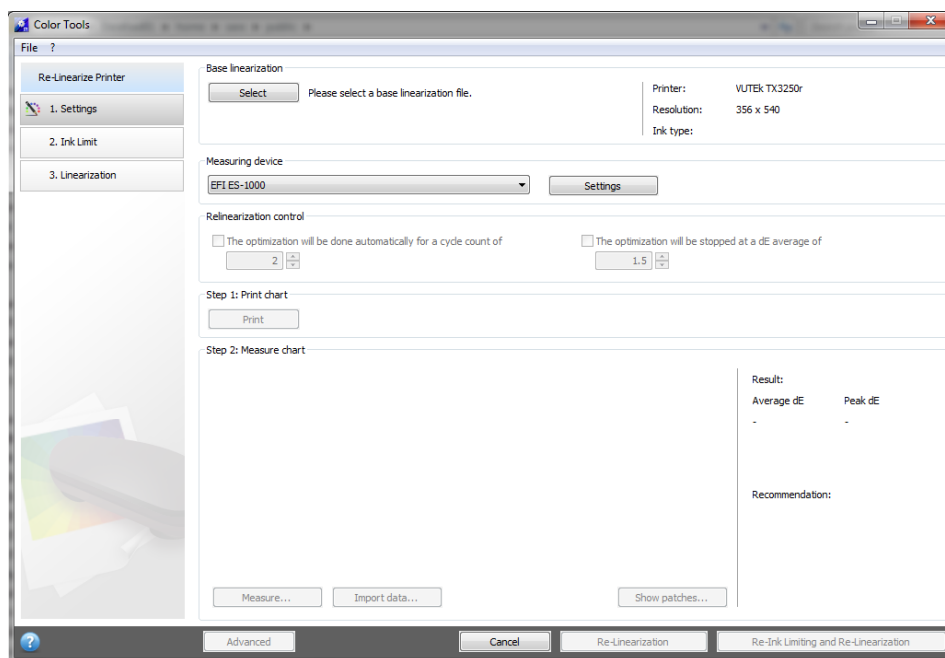 Color Tools
File ?
Re-Linearize Printer
1. Settings
2. Ink Limit
3. Linearization
Base linearization
Select Please select a base linearization file.
Printer: VUTEk TX3250r
Resolution: 356 x 540
Ink type:
Measuring device
EFI ES-1000 Settings
Relinearization control
The optimization will be done automatically for a cycle count of
2
The optimization will be stopped at a dE average of
1.5
Step 1: Print chart
Print
Step 2: Measure chart
Result:
Average dE Peak dE
- -
Recommendation:
Measure... Import data... Show patches...
? Advanced Cancel Re-Linearization Re-Ink Limiting and Re-Linearization